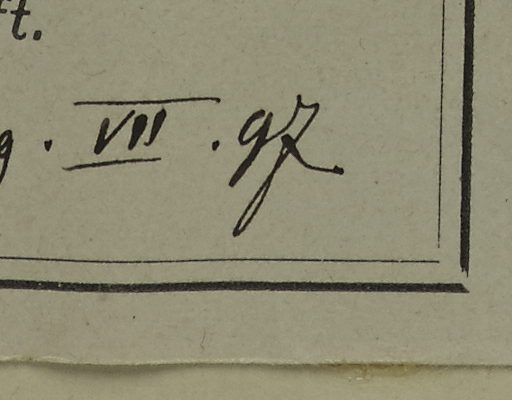 ft.
9 . VII . 97.